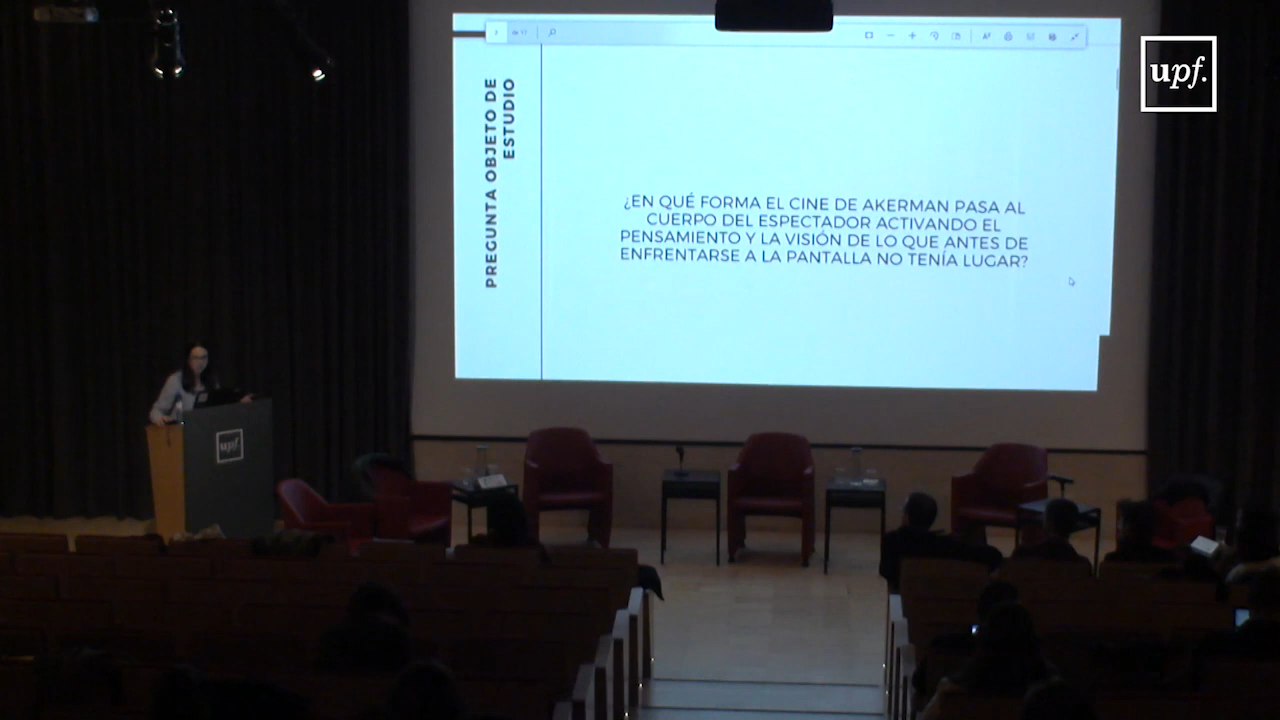 upf.
PREGUNTA OBJETO DE
ESTUDIO
¿EN QUÉ FORMA EL CINE DE AKERMAN PASA AL
CUERPO DEL ESPECTADOR ACTIVANDO EL
PENSAMIENTO Y LA VISIÓN DE LO QUE ANTES DE
ENFRENTARSE A LA PANTALLA NO TENÍA LUGAR?
upf.